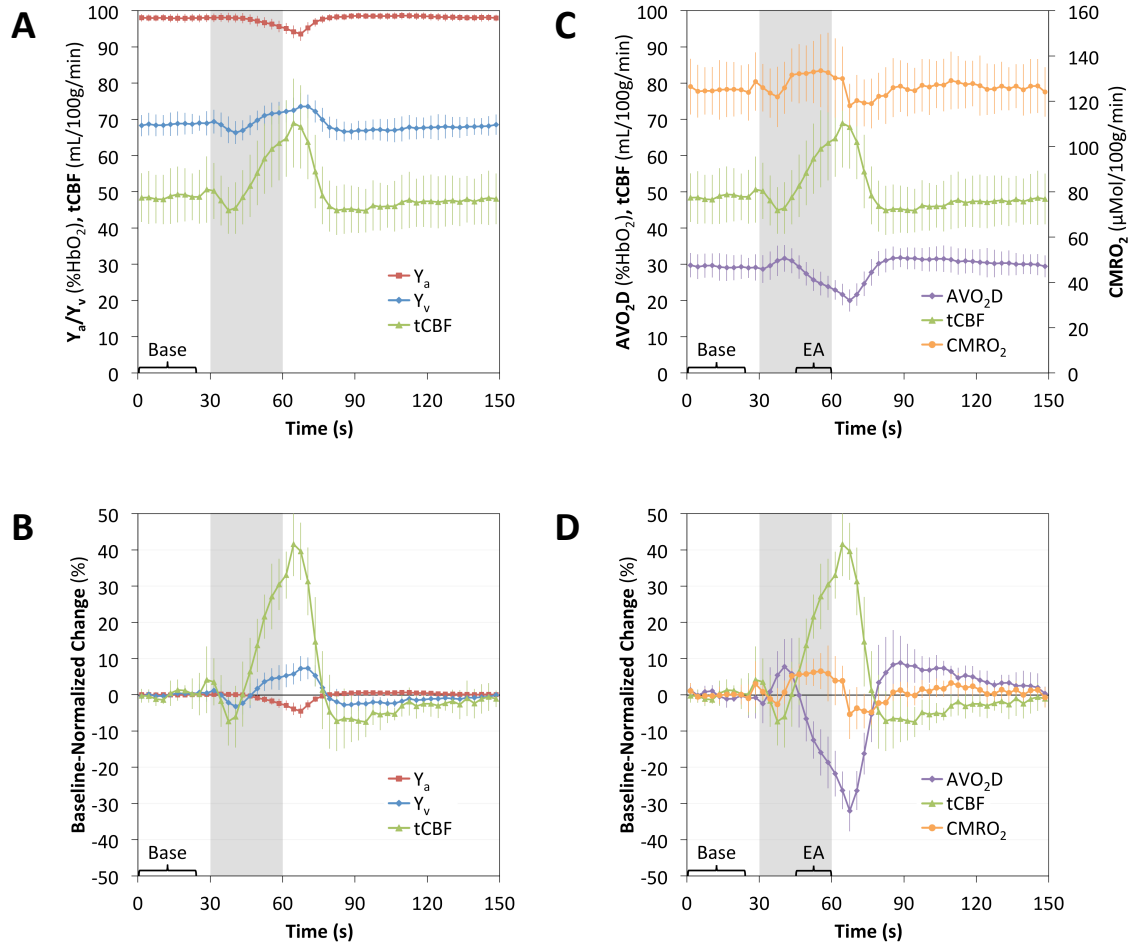 A
Yₐ/Yᵥ (%HbO₂), tCBF (mL/100g/min)
100
90
80
70
60
50
40
30
20
10
0
Yₐ
Yᵥ
tCBF
Base
0 30 60 90 120 150
Time (s)
C
AVO₂D (%HbO₂), tCBF (mL/100g/min)
100
90
80
70
60
50
40
30
20
10
0
160
140
120
100
80
60
40
20
0
CMRO₂ (µMol/100g/min)
AVO₂D
tCBF
CMRO₂
Base
EA
0 30 60 90 120 150
Time (s)
B
Baseline-Normalized Change (%)
50
40
30
20
10
0
-10
-20
-30
-40
-50
Yₐ
Yᵥ
tCBF
Base
0 30 60 90 120 150
Time (s)
D
Baseline-Normalized Change (%)
50
40
30
20
10
0
-10
-20
-30
-40
-50
AVO₂D
tCBF
CMRO₂
Base
EA
0 30 60 90 120 150
Time (s)